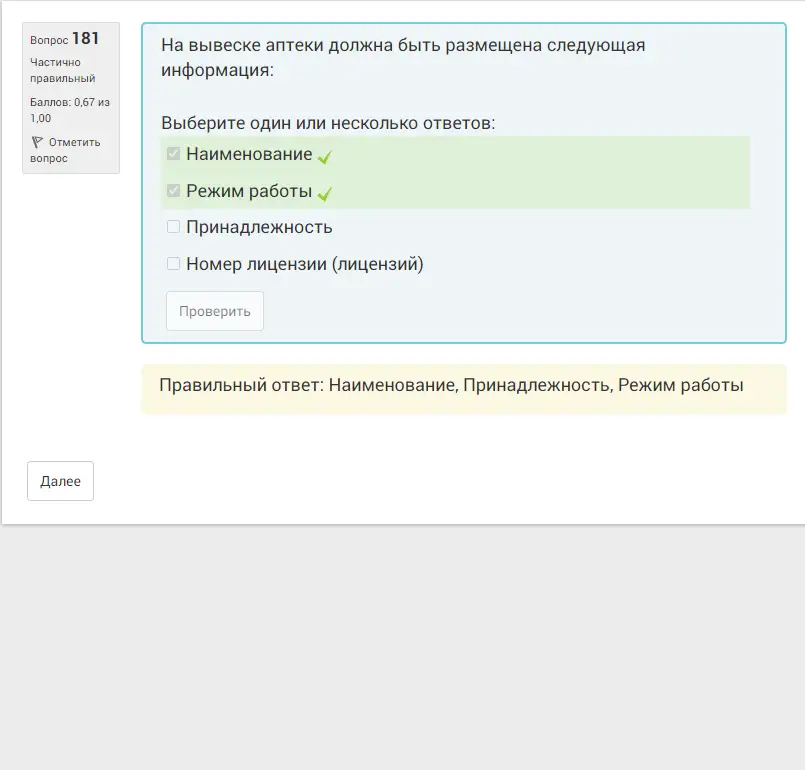 Вопрос 181
Частично
правильный
Баллов: 0,67 из
1,00
Отметить
вопрос
На вывеске аптеки должна быть размещена следующая
информация:
Выберите один или несколько ответов:
Наименование
Режим работы
Принадлежность
Номер лицензии (лицензий)
Проверить
Правильный ответ: Наименование, Принадлежность, Режим работы
Далее